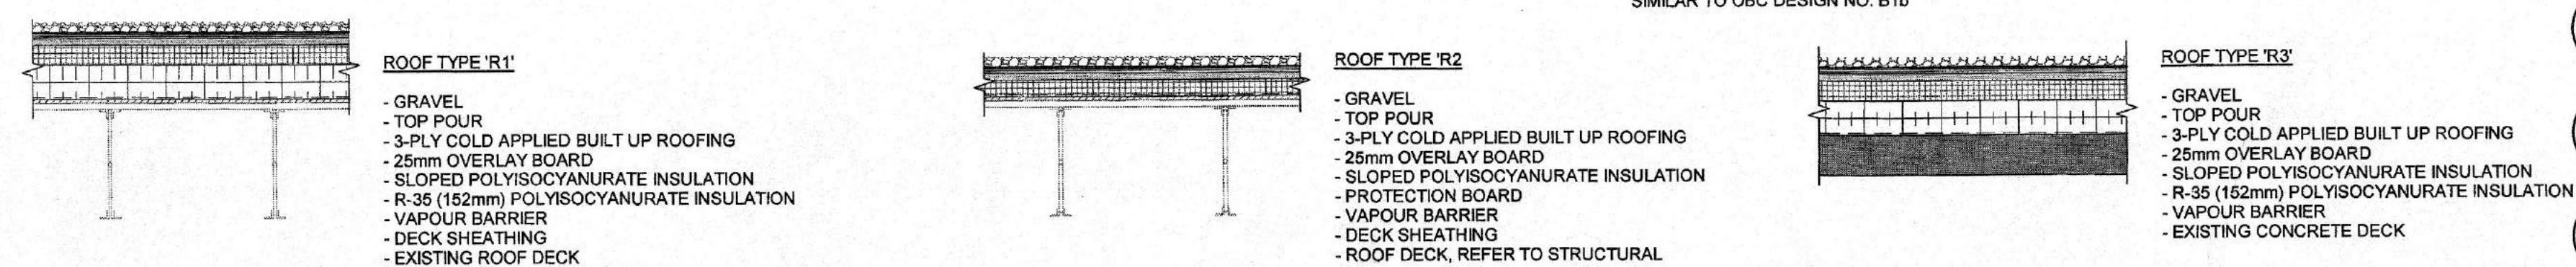 SIMILAR TO OBC DESIGN NO. B1b
ROOF TYPE 'R1'
- GRAVEL
- TOP POUR
- 3-PLY COLD APPLIED BUILT UP ROOFING
- 25mm OVERLAY BOARD
- SLOPED POLYISOCYANURATE INSULATION
- R-35 (152mm) POLYISOCYANURATE INSULATION
- VAPOUR BARRIER
- DECK SHEATHING
- EXISTING ROOF DECK
ROOF TYPE 'R2
- GRAVEL
- TOP POUR
- 3-PLY COLD APPLIED BUILT UP ROOFING
- 25mm OVERLAY BOARD
- SLOPED POLYISOCYANURATE INSULATION
- PROTECTION BOARD
- VAPOUR BARRIER
- DECK SHEATHING
- ROOF DECK, REFER TO STRUCTURAL
ROOF TYPE 'R3'
- GRAVEL
- TOP POUR
- 3-PLY COLD APPLIED BUILT UP ROOFING
- 25mm OVERLAY BOARD
- SLOPED POLYISOCYANURATE INSULATION
- R-35 (152mm) POLYISOCYANURATE INSULATION
- VAPOUR BARRIER
- EXISTING CONCRETE DECK